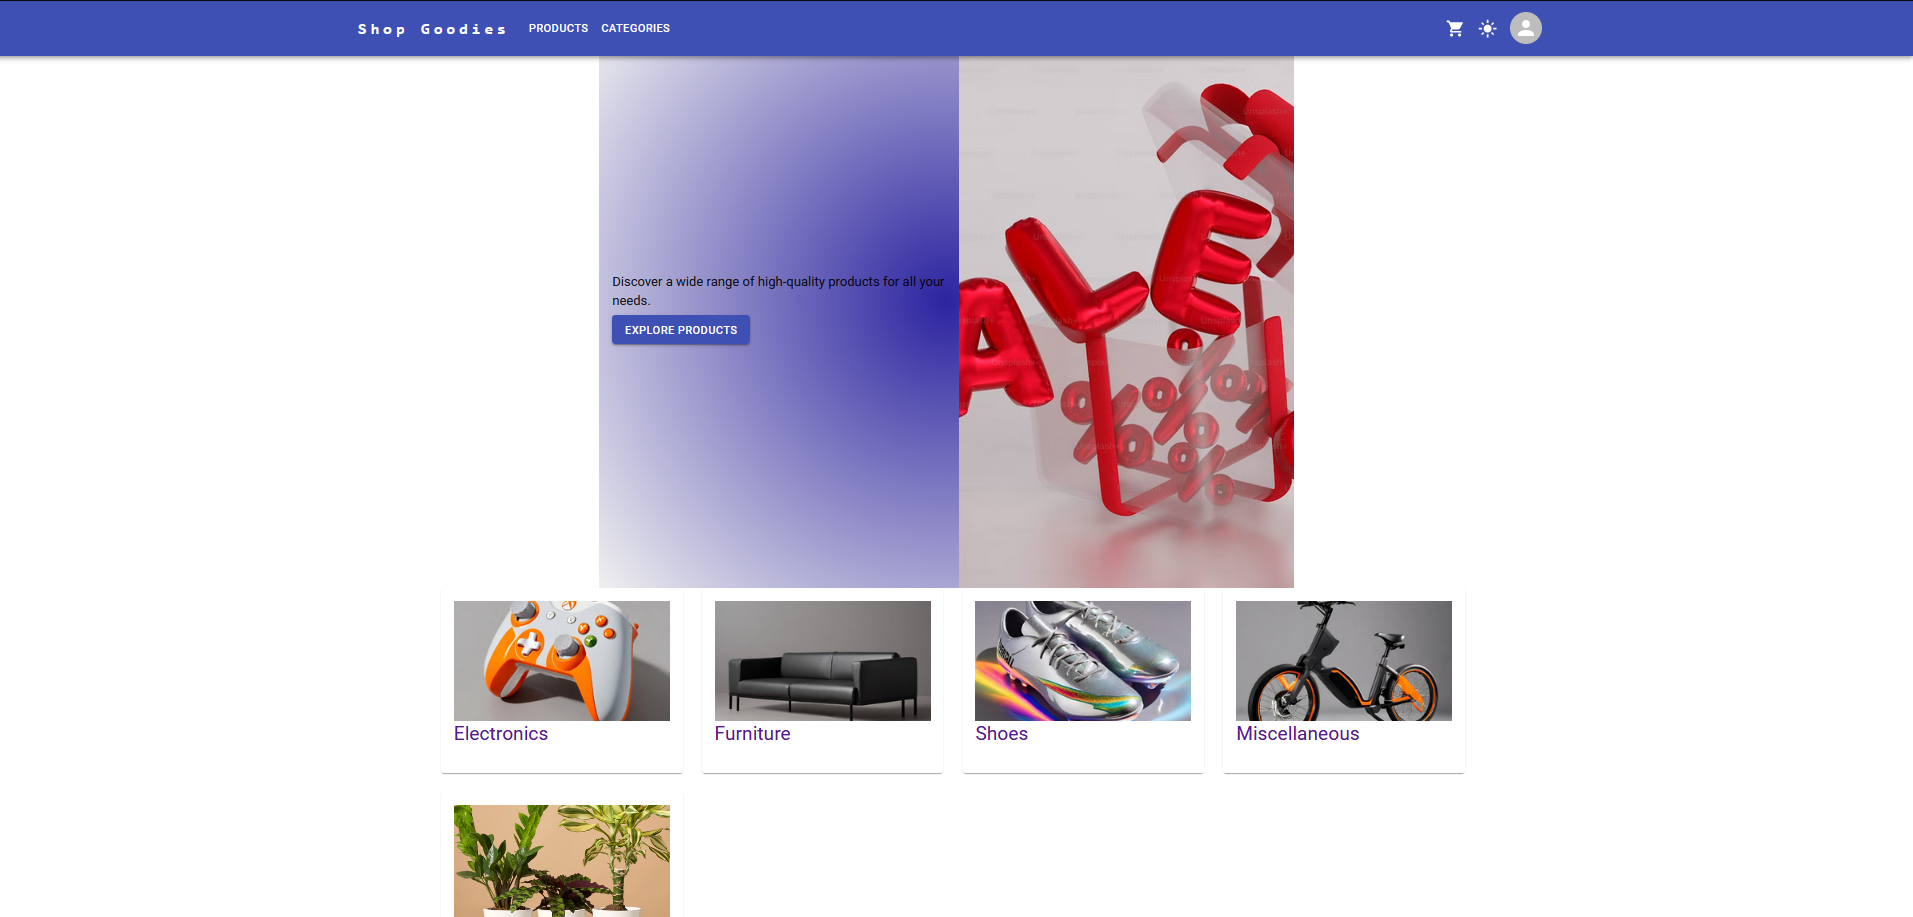 Shop Goodies
PRODUCTS
CATEGORIES
Discover a wide range of high-quality products for all your
needs.
EXPLORE PRODUCTS
ALE
Electronics
Furniture
Shoes
Miscellaneous